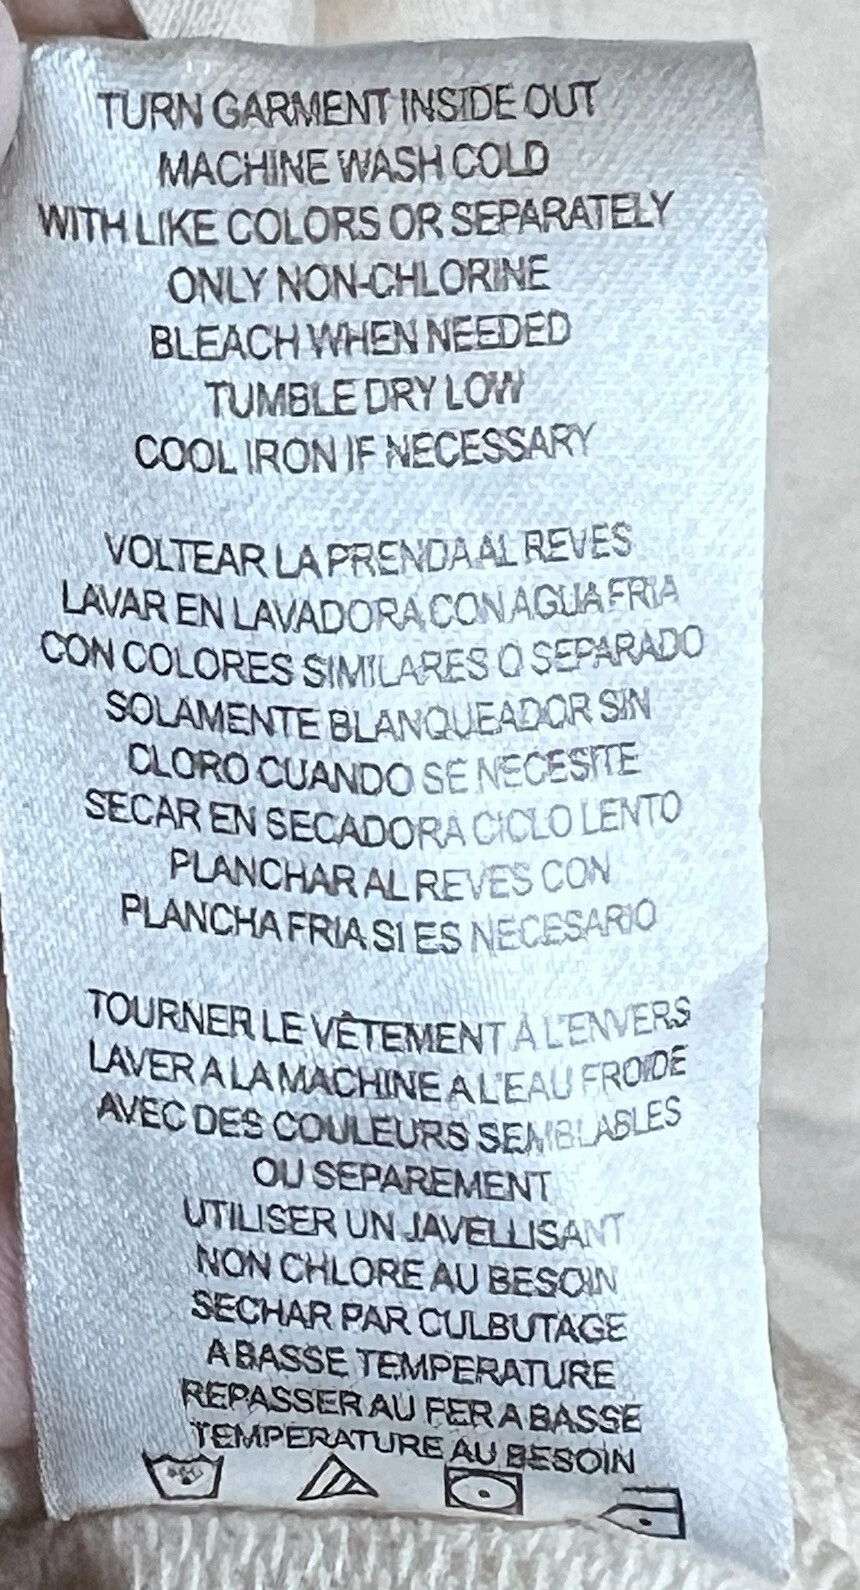 TURN GARMENT INSIDE OUT
MACHINE WASH COLD
WITH LIKE COLORS OR SEPARATELY
ONLY NON-CHLORINE
BLEACH WHEN NEEDED
TUMBLE DRY LOW
COOL IRON IF NECESSARY
VOLTEAR LA PRENDA AL REVES
LAVAR EN LAVADORA CON AGUA FRIA
CON COLORES SIMILARES O SEPARADO
SOLAMENTE BLANQUEADOR SIN
CLORO CUANDO SE NECESITE
SECAR EN SECADORA CICLO LENTO
PLANCHAR AL REVES CON
PLANCHA FRIA SI ES NECESARIO
TOURNER LE VÊTEMENT À L'ENVERS
LAVER A LA MACHINE A L'EAU FROIDE
AVEC DES COULEURS SEMBLABLES
OU SEPAREMENT
UTILISER UN JAVELLISANT
NON CHLORE AU BESOIN
SECHAR PAR CULBUTAGE
A BASSE TEMPERATURE
REPASSER AU FER A BASSE
TEMPERATURE AU BESOIN